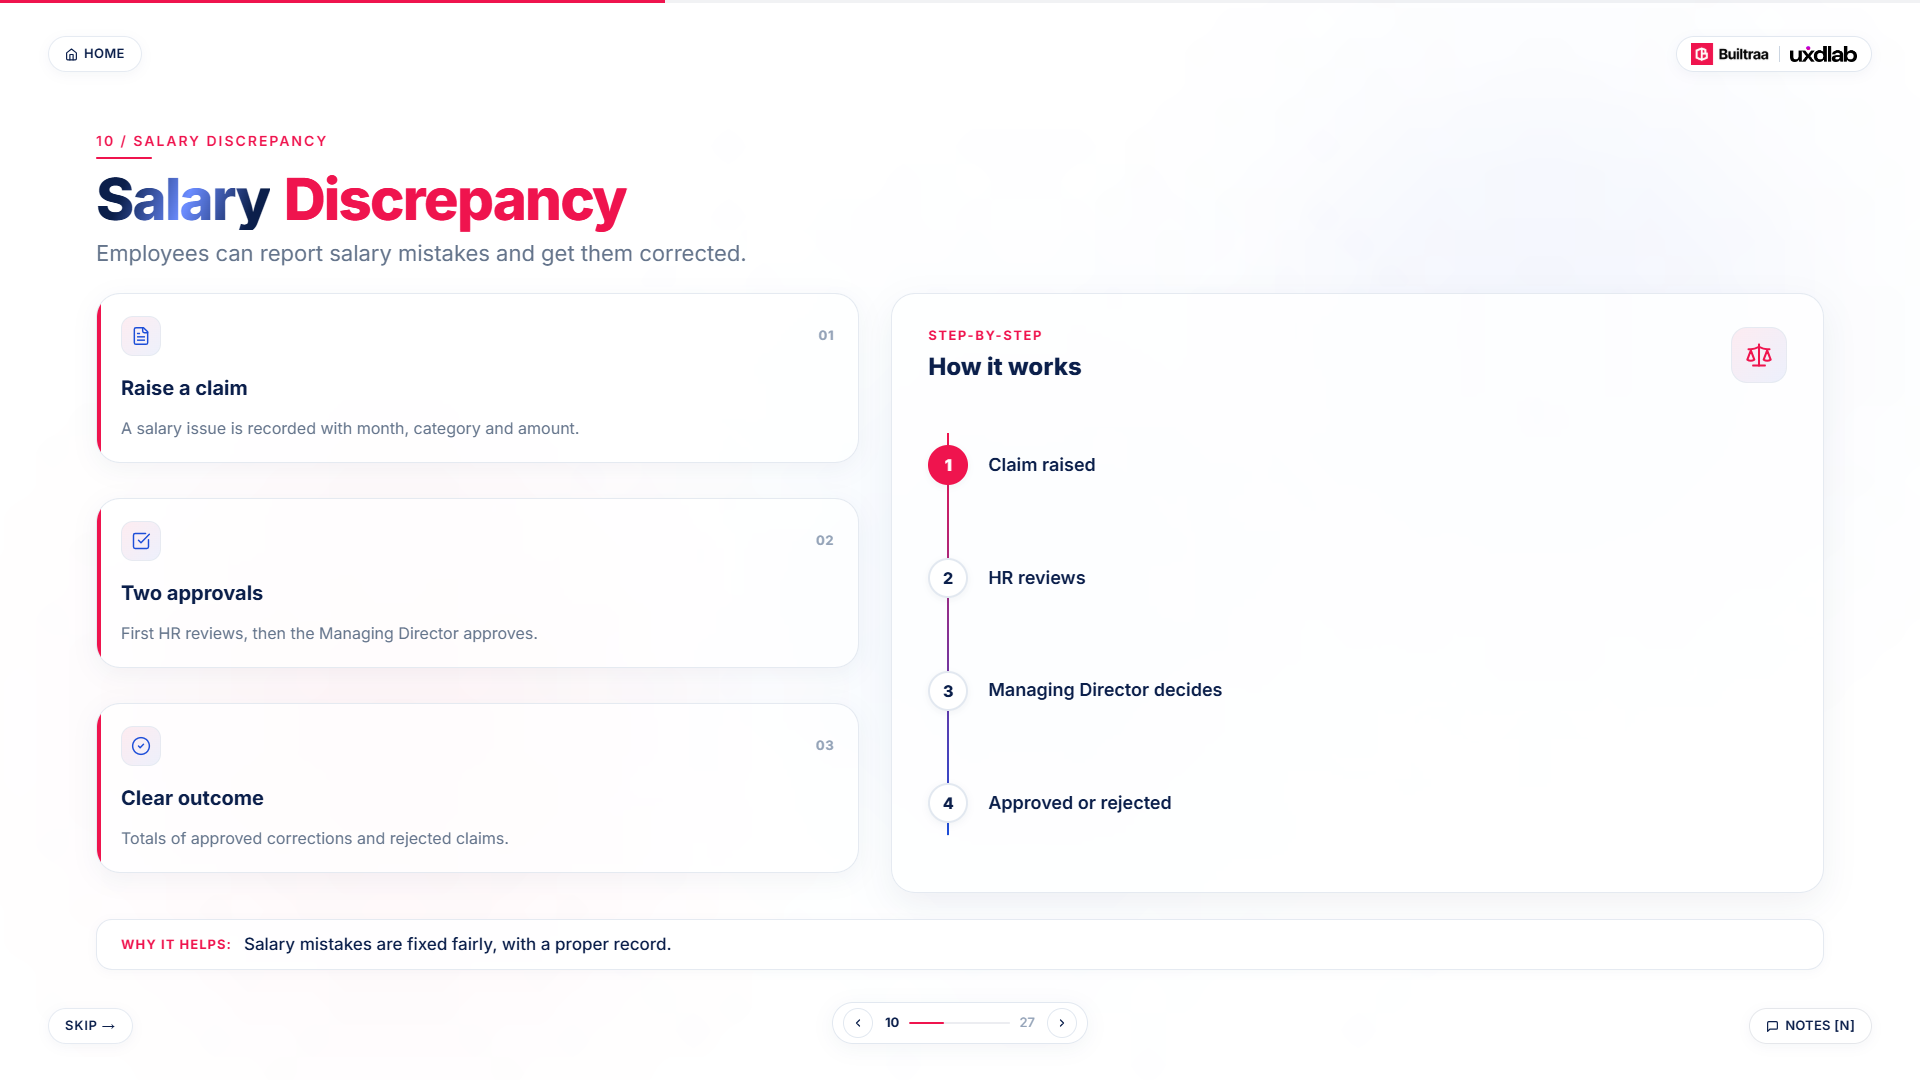 HOME
Builtraa
uxdlab
10 / SALARY DISCREPANCY
Salary Discrepancy
Employees can report salary mistakes and get them corrected.
01
Raise a claim
A salary issue is recorded with month, category and amount.
02
Two approvals
First HR reviews, then the Managing Director approves.
03
Clear outcome
Totals of approved corrections and rejected claims.
STEP-BY-STEP
How it works
1 Claim raised
2 HR reviews
3 Managing Director decides
4 Approved or rejected
WHY IT HELPS: Salary mistakes are fixed fairly, with a proper record.
SKIP →
10 27
NOTES [N]